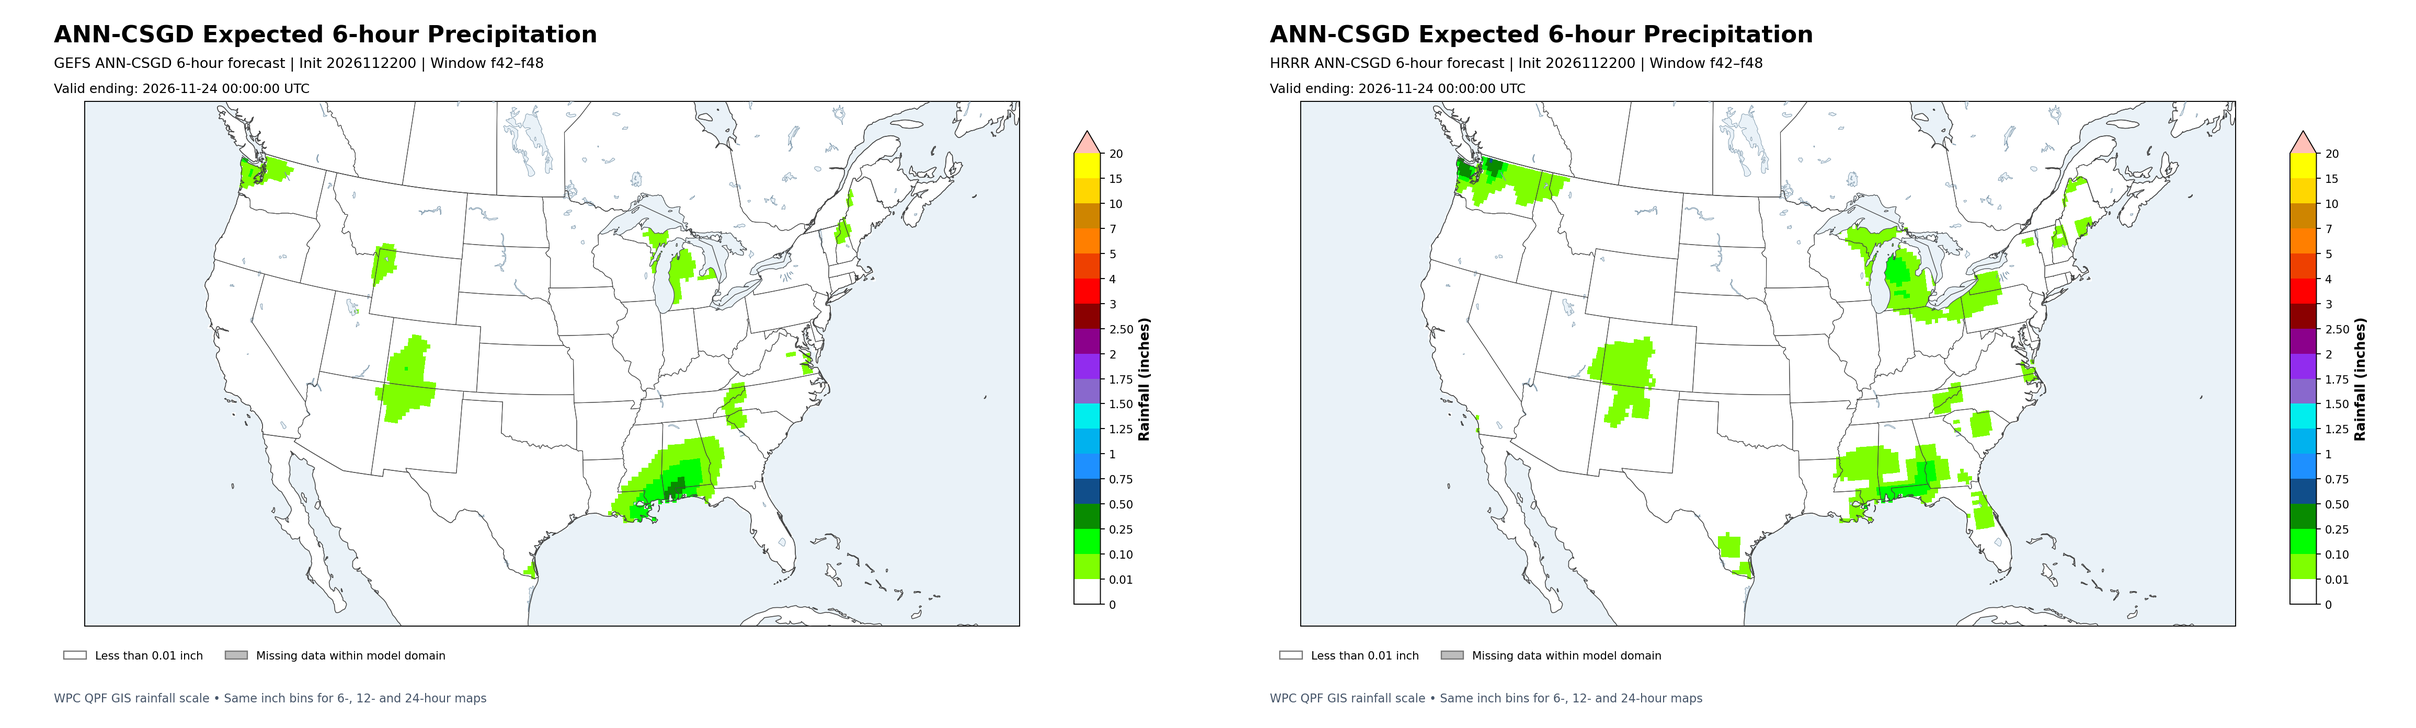 ANN-CSGD Expected 6-hour Precipitation
GEFS ANN-CSGD 6-hour forecast | Init 2026112200 | Window f42–f48
Valid ending: 2026-11-24 00:00:00 UTC
20
15
10
7
5
4
3
2.50
2
1.75
1.50
1.25
1
0.75
0.50
0.25
0.10
0.01
0
Rainfall (inches)
Less than 0.01 inch
Missing data within model domain
WPC QPF GIS rainfall scale • Same inch bins for 6-, 12- and 24-hour maps
ANN-CSGD Expected 6-hour Precipitation
HRRR ANN-CSGD 6-hour forecast | Init 2026112200 | Window f42–f48
Valid ending: 2026-11-24 00:00:00 UTC
20
15
10
7
5
4
3
2.50
2
1.75
1.50
1.25
1
0.75
0.50
0.25
0.10
0.01
0
Rainfall (inches)
Less than 0.01 inch
Missing data within model domain
WPC QPF GIS rainfall scale • Same inch bins for 6-, 12- and 24-hour maps